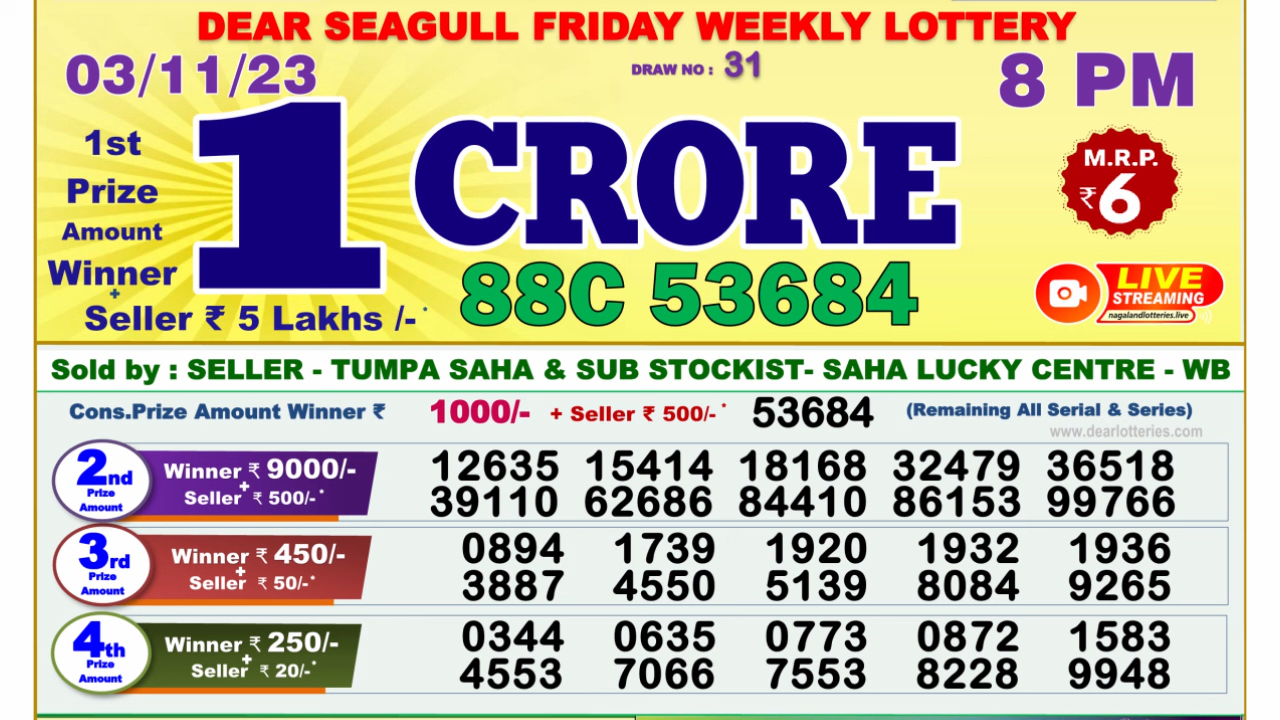 DEAR SEAGULL FRIDAY WEEKLY LOTTERY
03/11/23
DRAW NO : 31
8 PM
1st
Prize
Amount
Winner
+
Seller ₹ 5 Lakhs /-*
1 CRORE
88C 53684
M.R.P.
₹6
LIVE
STREAMING
nagalandlotteries.live
Sold by : SELLER - TUMPA SAHA & SUB STOCKIST- SAHA LUCKY CENTRE - WB
Cons.Prize Amount Winner ₹ 1000/- + Seller ₹ 500/-* 53684 (Remaining All Serial & Series)
www.dearlotteries.com
2nd
Prize
Amount
Winner ₹ 9000/-
+
Seller ₹ 500/-*
12635 15414 18168 32479 36518
39110 62686 84410 86153 99766
3rd
Prize
Amount
Winner ₹ 450/-
+
Seller ₹ 50/-*
0894 1739 1920 1932 1936
3887 4550 5139 8084 9265
4th
Prize
Amount
Winner ₹ 250/-
+
Seller ₹ 20/-*
0344 0635 0773 0872 1583
4553 7066 7553 8228 9948